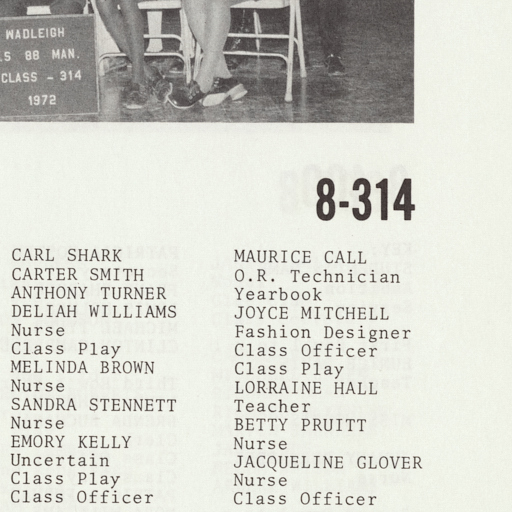 WADLEIGH
.S 88 MAN.
CLASS - 314
1972
8-314
CARL SHARK
CARTER SMITH
ANTHONY TURNER
DELIAH WILLIAMS
Nurse
Class Play
MELINDA BROWN
Nurse
SANDRA STENNETT
Nurse
EMORY KELLY
Uncertain
Class Play
Class Officer
MAURICE CALL
O.R. Technician
Yearbook
JOYCE MITCHELL
Fashion Designer
Class Officer
Class Play
LORRAINE HALL
Teacher
BETTY PRUITT
Nurse
JACQUELINE GLOVER
Nurse
Class Officer